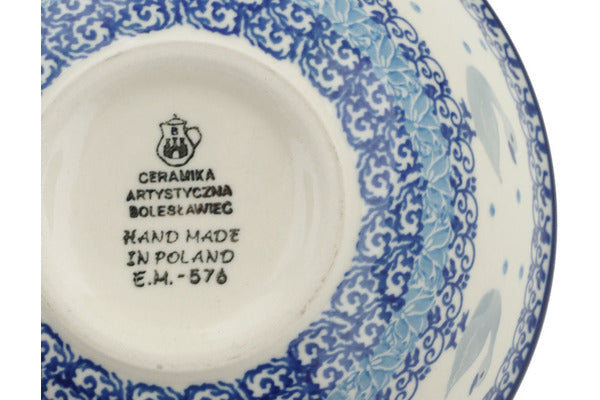 B
CERAMIKA
ARTYSTYCZNA
BOLESŁAWIEC
HAND MADE
IN POLAND
E.M.-576